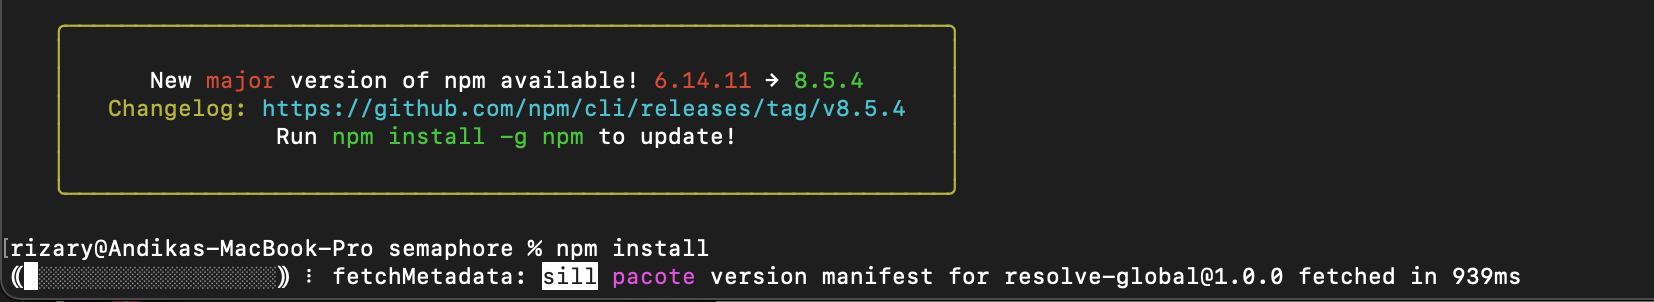 New major version of npm available! 6.14.11 → 8.5.4
Changelog: https://github.com/npm/cli/releases/tag/v8.5.4
Run npm install -g npm to update!
[rizary@Andikas-MacBook-Pro semaphore % npm install
⸨█░░░░░░░░░░░░░░░░░⸩ ⠸ fetchMetadata: sill pacote version manifest for resolve-global@1.0.0 fetched in 939ms